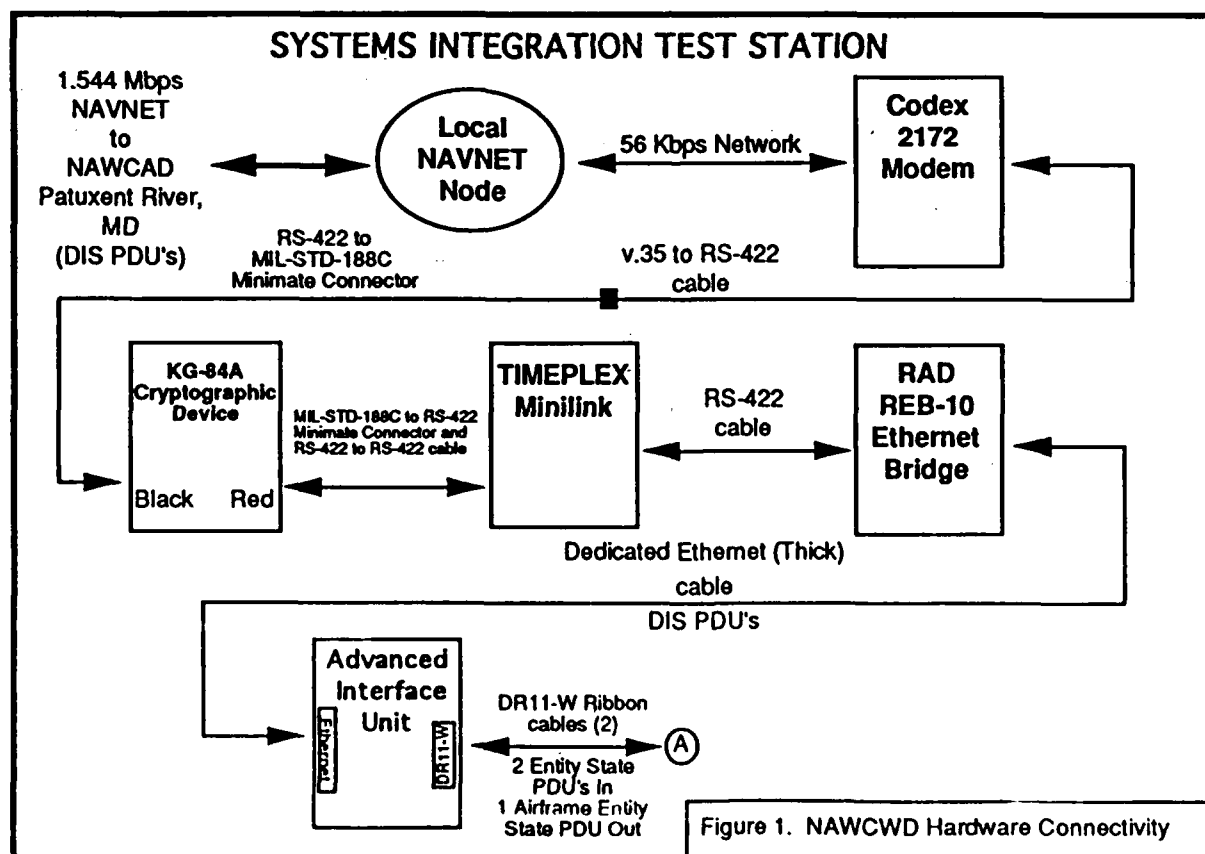 SYSTEMS INTEGRATION TEST STATION
1.544 Mbps
NAVNET
to
NAWCAD
Patuxent River,
MD
(DIS PDU's)
Local
NAVNET
Node
56 Kbps Network
Codex
2172
Modem
RS-422 to
MIL-STD-188C
Minimate Connector
v.35 to RS-422
cable
KG-84A
Cryptographic
Device
Black Red
MIL-STD-188C to RS-422
Minimate Connector and
RS-422 to RS-422 cable
TIMEPLEX
Minilink
RS-422
cable
RAD
REB-10
Ethernet
Bridge
Dedicated Ethernet (Thick)
cable
DIS PDU's
Advanced
Interface
Unit
Ethernet
DR11-W
DR11-W Ribbon
cables (2)
A
2 Entity State
PDU's In
1 Airframe Entity
State PDU Out
Figure 1. NAWCWD Hardware Connectivity